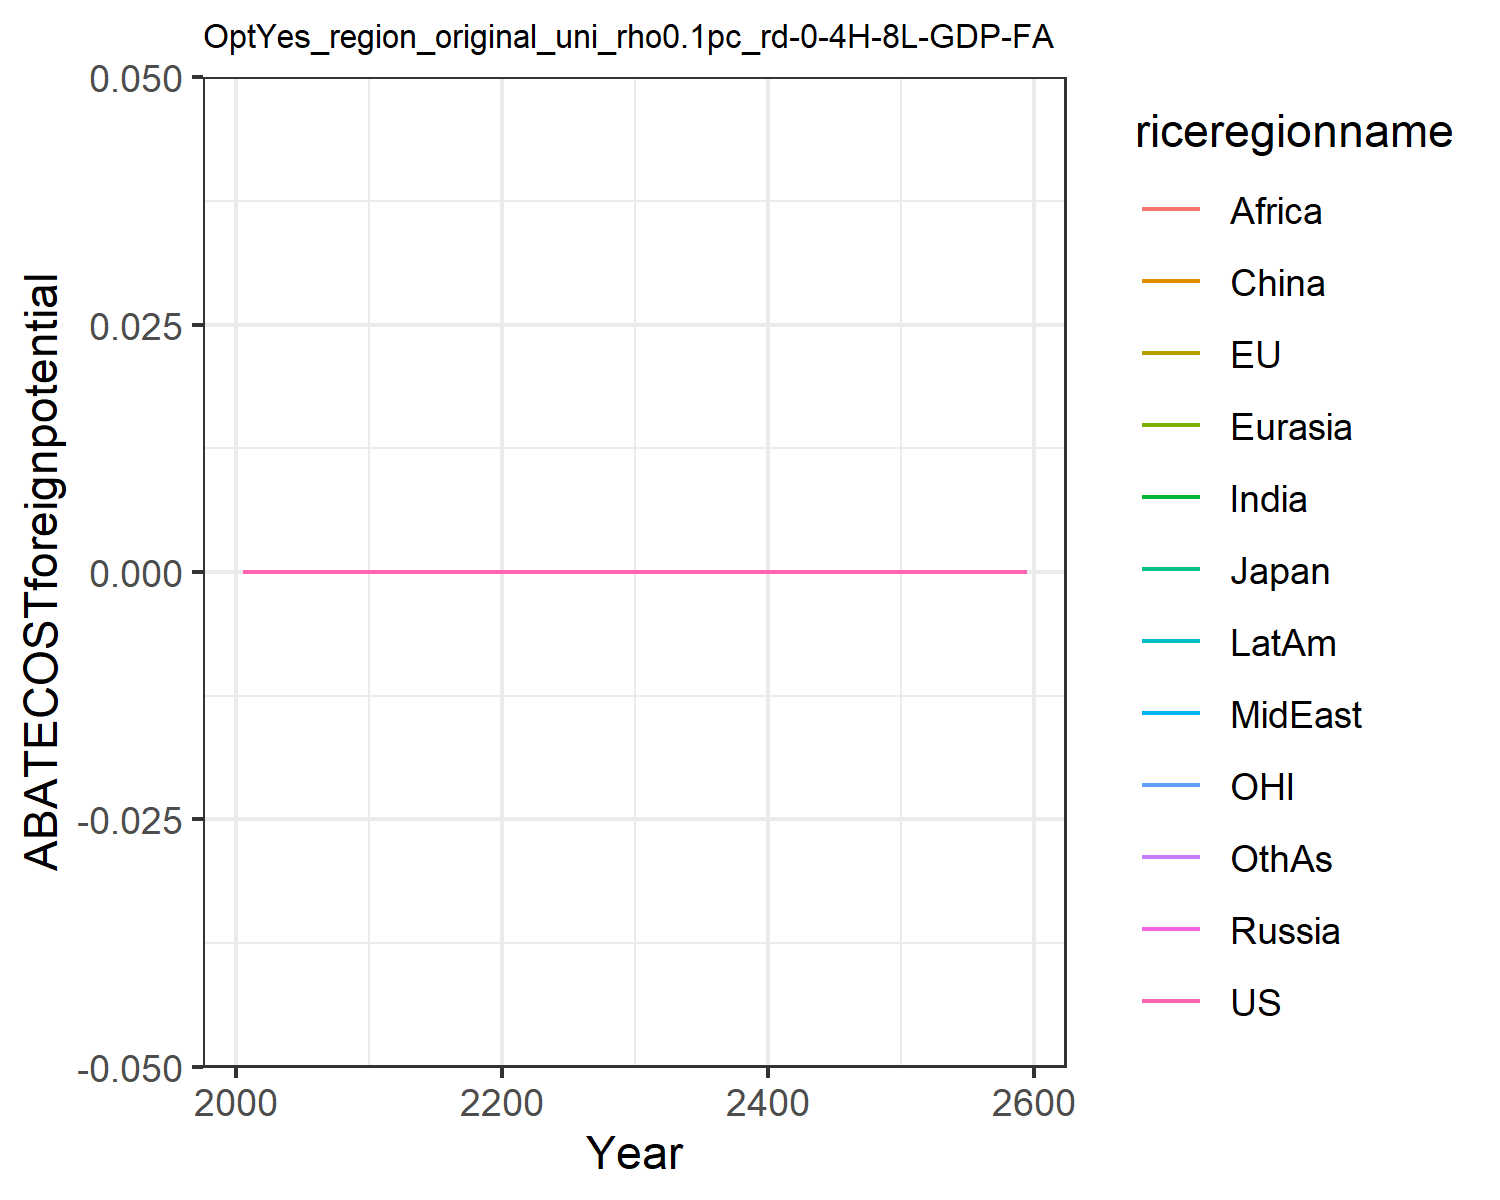 OptYes_region_original_uni_rho0.1pc_rd-0-4H-8L-GDP-FA
0.050
0.025
0.000
-0.025
-0.050
ABATECOSTforeignpotential
2000 2200 2400 2600
Year
riceregionname
Africa
China
EU
Eurasia
India
Japan
LatAm
MidEast
OHI
OthAs
Russia
US